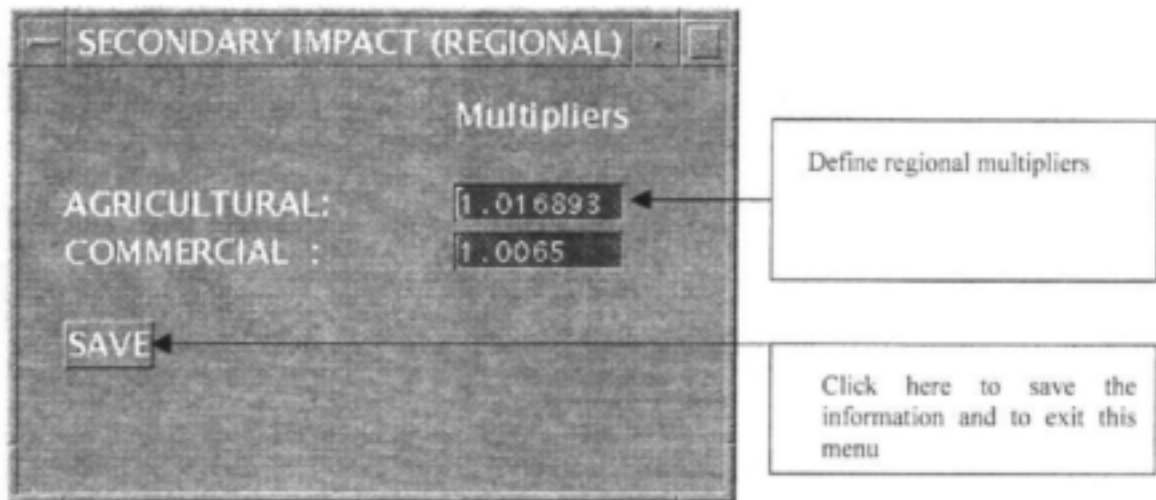 SECONDARY IMPACT (REGIONAL)
Multipliers
AGRICULTURAL: 1.016893
COMMERCIAL : 1.0065
SAVE
Define regional multipliers
Click here to save the
information and to exit this
menu